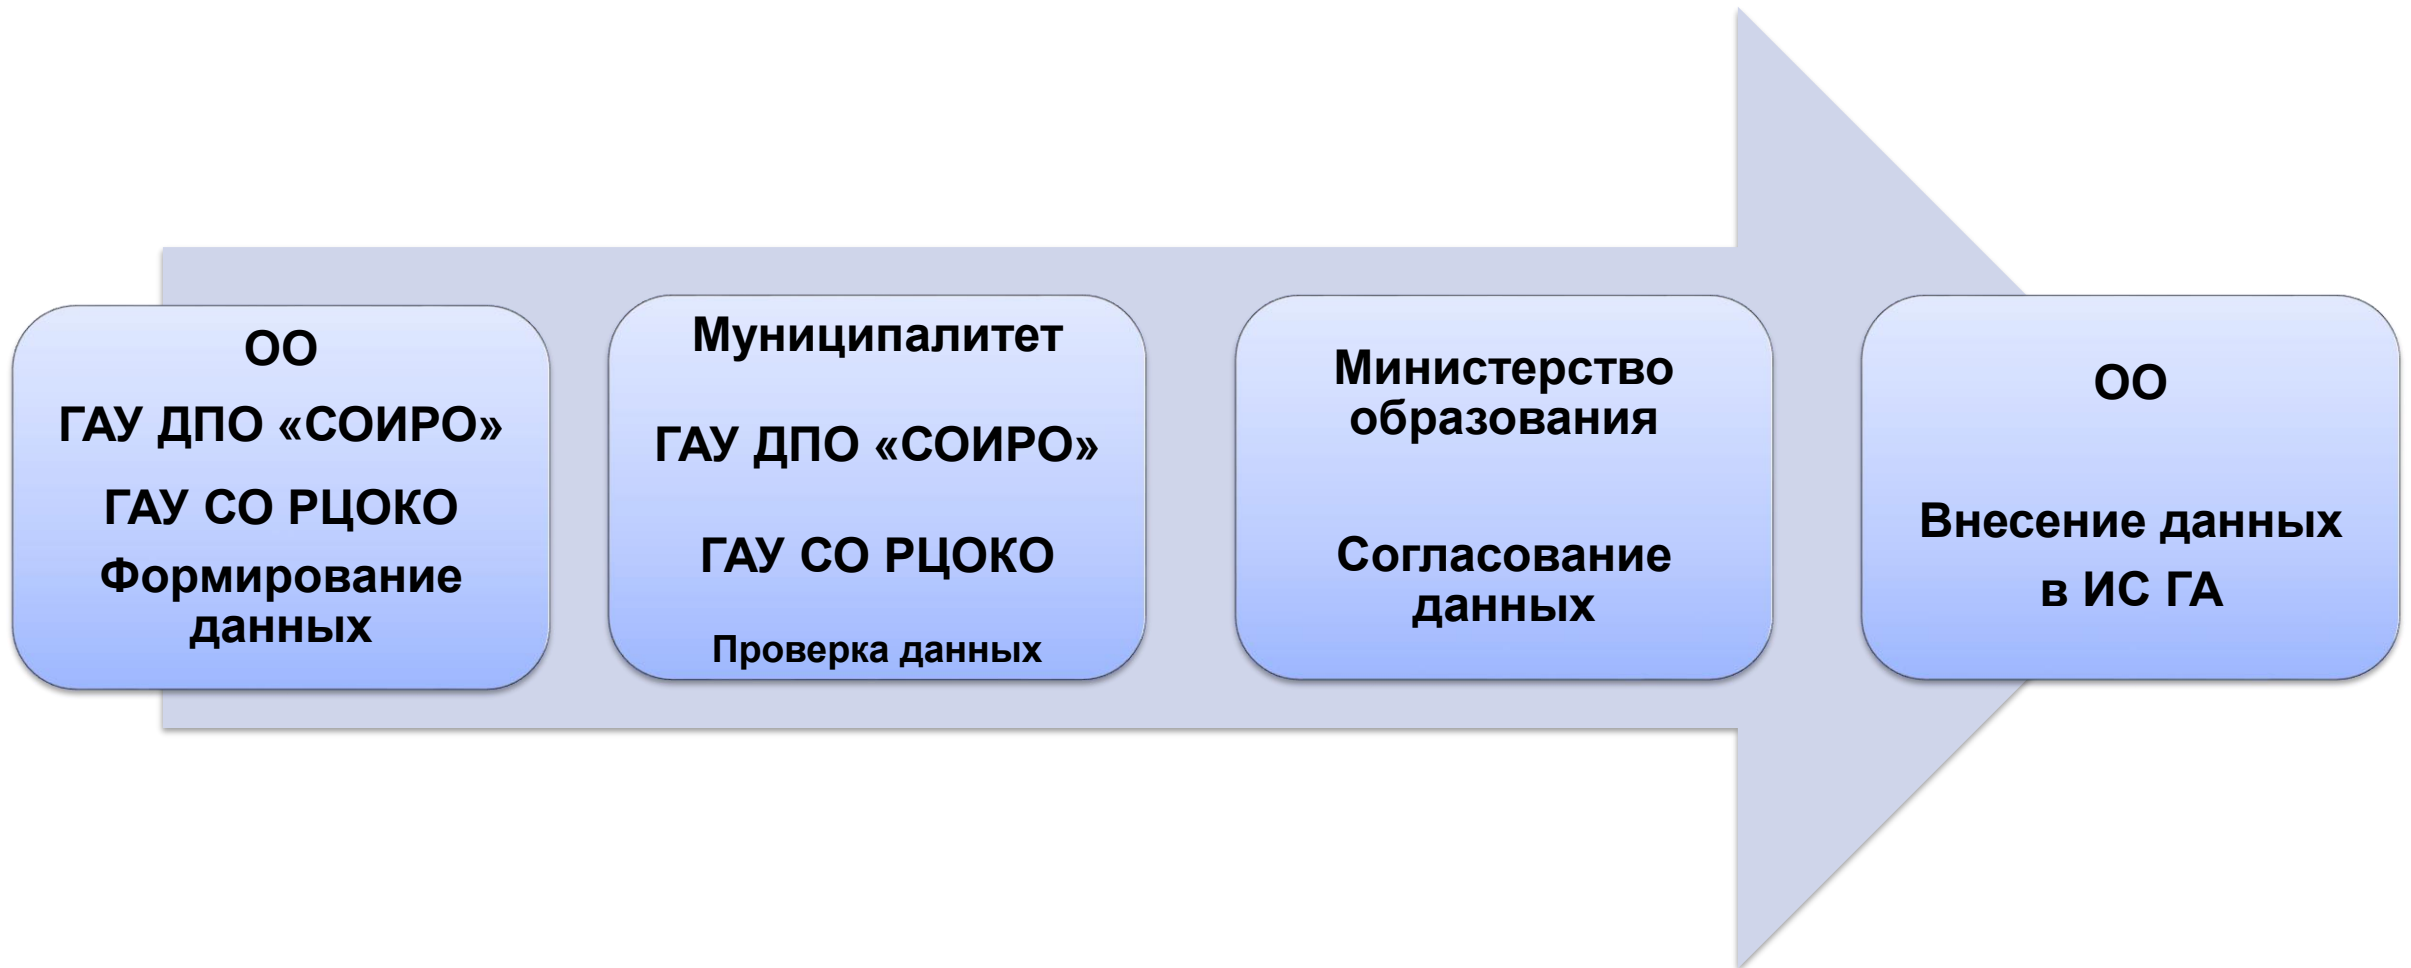 ОО
ГАУ ДПО «СОИРО»
ГАУ СО РЦОКО
Формирование
данных
Муниципалитет
ГАУ ДПО «СОИРО»
ГАУ СО РЦОКО
Проверка данных
Министерство
образования
Согласование
данных
ОО
Внесение данных
в ИС ГА